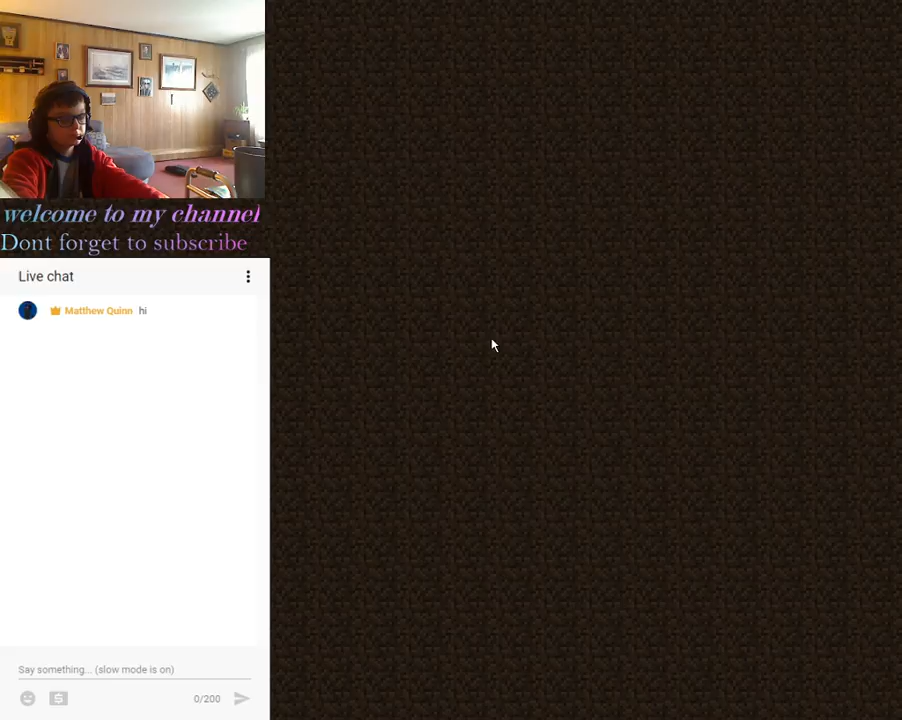 welcome to my channel
Dont forget to subscribe
Live chat
Matthew Quinn hi
Say something... (slow mode is on)
0/200